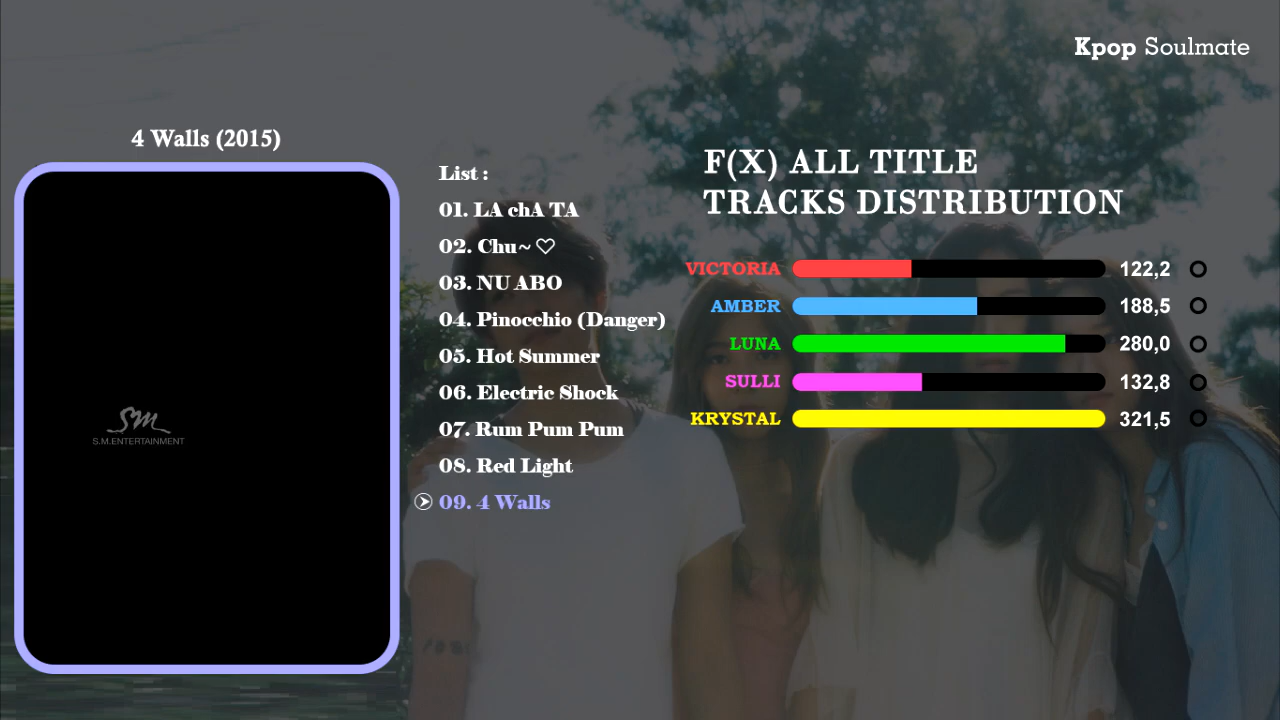 Kpop Soulmate
4 Walls (2015)
Sm
S.M.ENTERTAINMENT
List :
01. LA chA TA
02. Chu~♡
03. NU ABO
04. Pinocchio (Danger)
05. Hot Summer
06. Electric Shock
07. Rum Pum Pum
08. Red Light
09. 4 Walls
F(X) ALL TITLE
TRACKS DISTRIBUTION
VICTORIA 122,2
AMBER 188,5
LUNA 280,0
SULLI 132,8
KRYSTAL 321,5